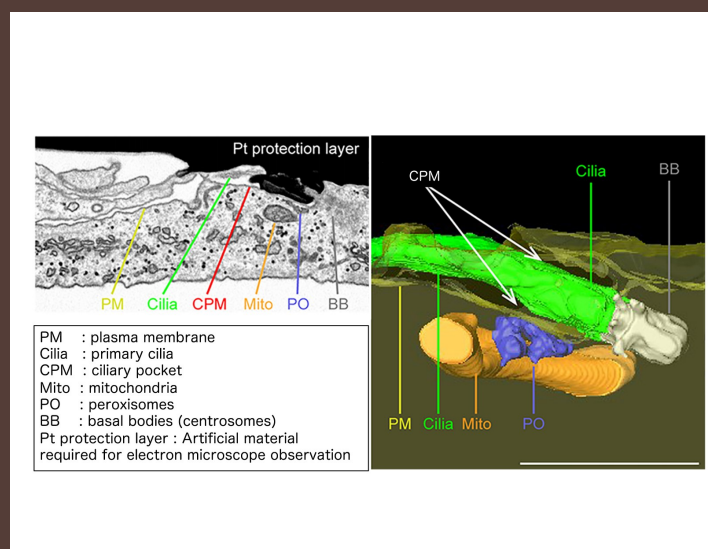 Pt protection layer
PM Cilia CPM Mito PO BB
PM : plasma membrane
Cilia : primary cilia
CPM : ciliary pocket
Mito : mitochondria
PO : peroxisomes
BB : basal bodies (centrosomes)
Pt protection layer : Artificial material
required for electron microscope observation
CPM Cilia BB
PM Cilia Mito PO